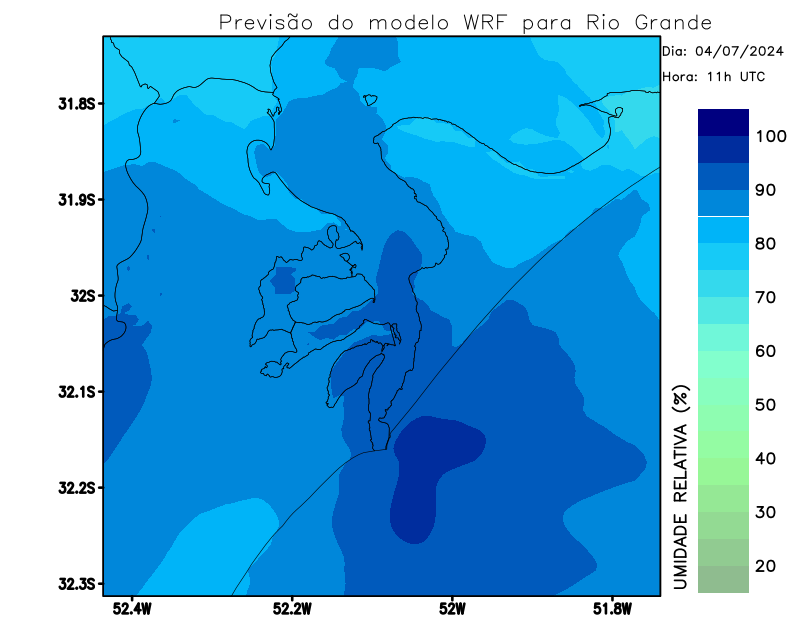 Previsão do modelo WRF para Rio Grande
Dia: 04/07/2024
Hora: 11h UTC
31.8S
31.9S
32S
32.1S
32.2S
32.3S
52.4W
52.2W
52W
51.8W
100
90
80
70
60
50
40
30
20
UMIDADE RELATIVA (%)